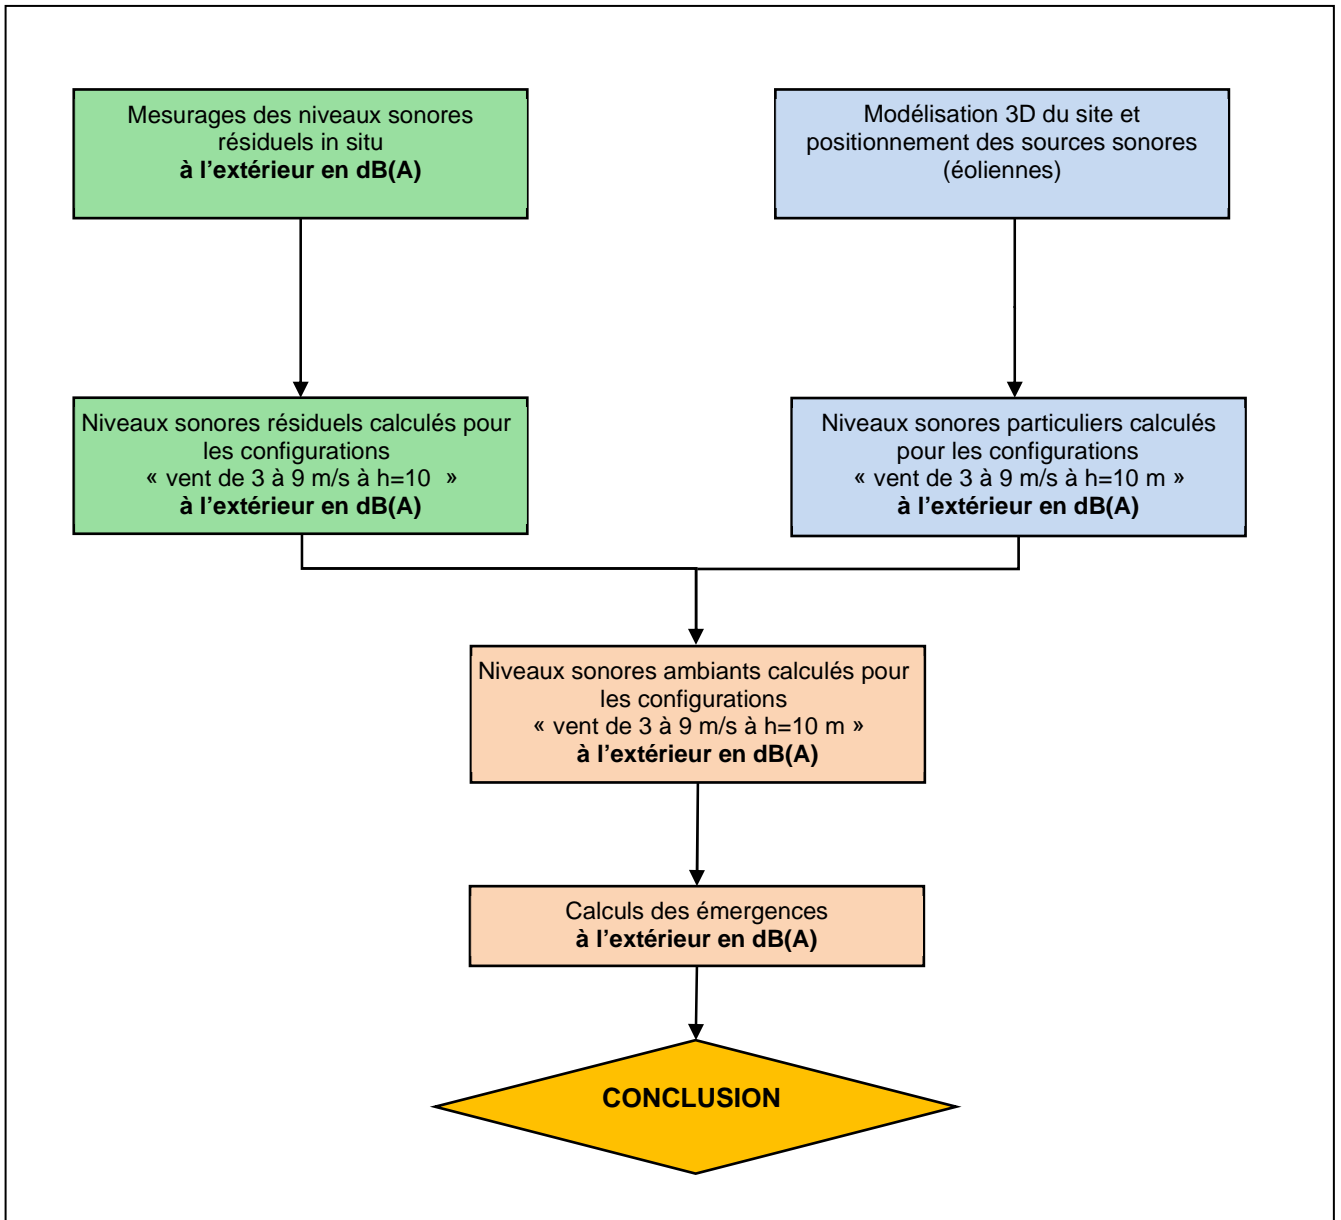 Mesurages des niveaux sonores
résiduels in situ
à l'extérieur en dB(A)
Modélisation 3D du site et
positionnement des sources sonores
(éoliennes)
Niveaux sonores résiduels calculés pour
les configurations
« vent de 3 à 9 m/s à h=10  »
à l'extérieur en dB(A)
Niveaux sonores particuliers calculés
pour les configurations
« vent de 3 à 9 m/s à h=10 m »
à l'extérieur en dB(A)
Niveaux sonores ambiants calculés pour
les configurations
« vent de 3 à 9 m/s à h=10 m »
à l'extérieur en dB(A)
Calculs des émergences
à l'extérieur en dB(A)
CONCLUSION